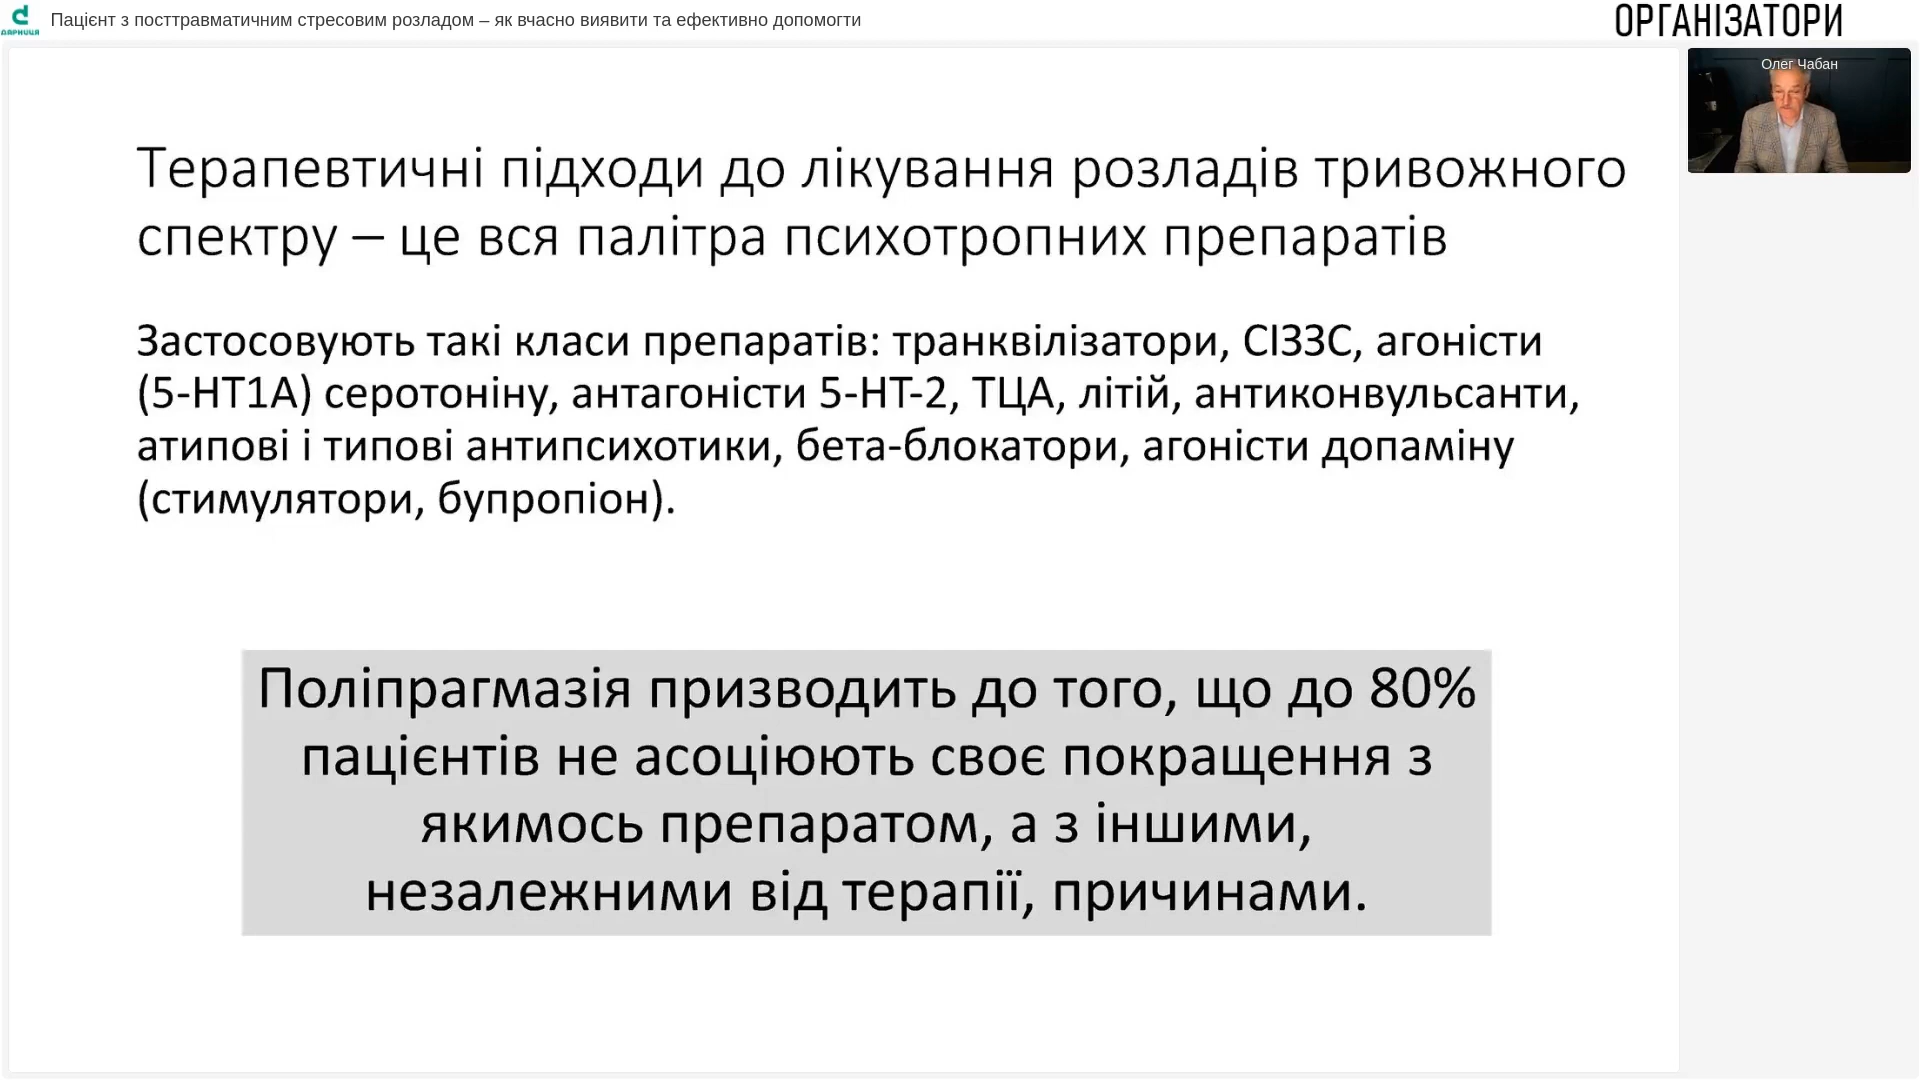 Пацієнт з посттравматичним стресовим розладом – як вчасно виявити та ефективно допомогти
ОРГАНІЗАТОРИ
ДАРНИЦЯ
Олег Чабан
Терапевтичні підходи до лікування розладів тривожного
спектру – це вся палітра психотропних препаратів
Застосовують такі класи препаратів: транквілізатори, СІЗЗС, агоністи
(5-НТ1А) серотоніну, антагоністи 5-НТ-2, ТЦА, літій, антиконвульсанти,
атипові і типові антипсихотики, бета-блокатори, агоністи допаміну
(стимулятори, бупропіон).
Поліпрагмазія призводить до того, що до 80%
пацієнтів не асоціюють своє покращення з
якимось препаратом, а з іншими,
незалежними від терапії, причинами.